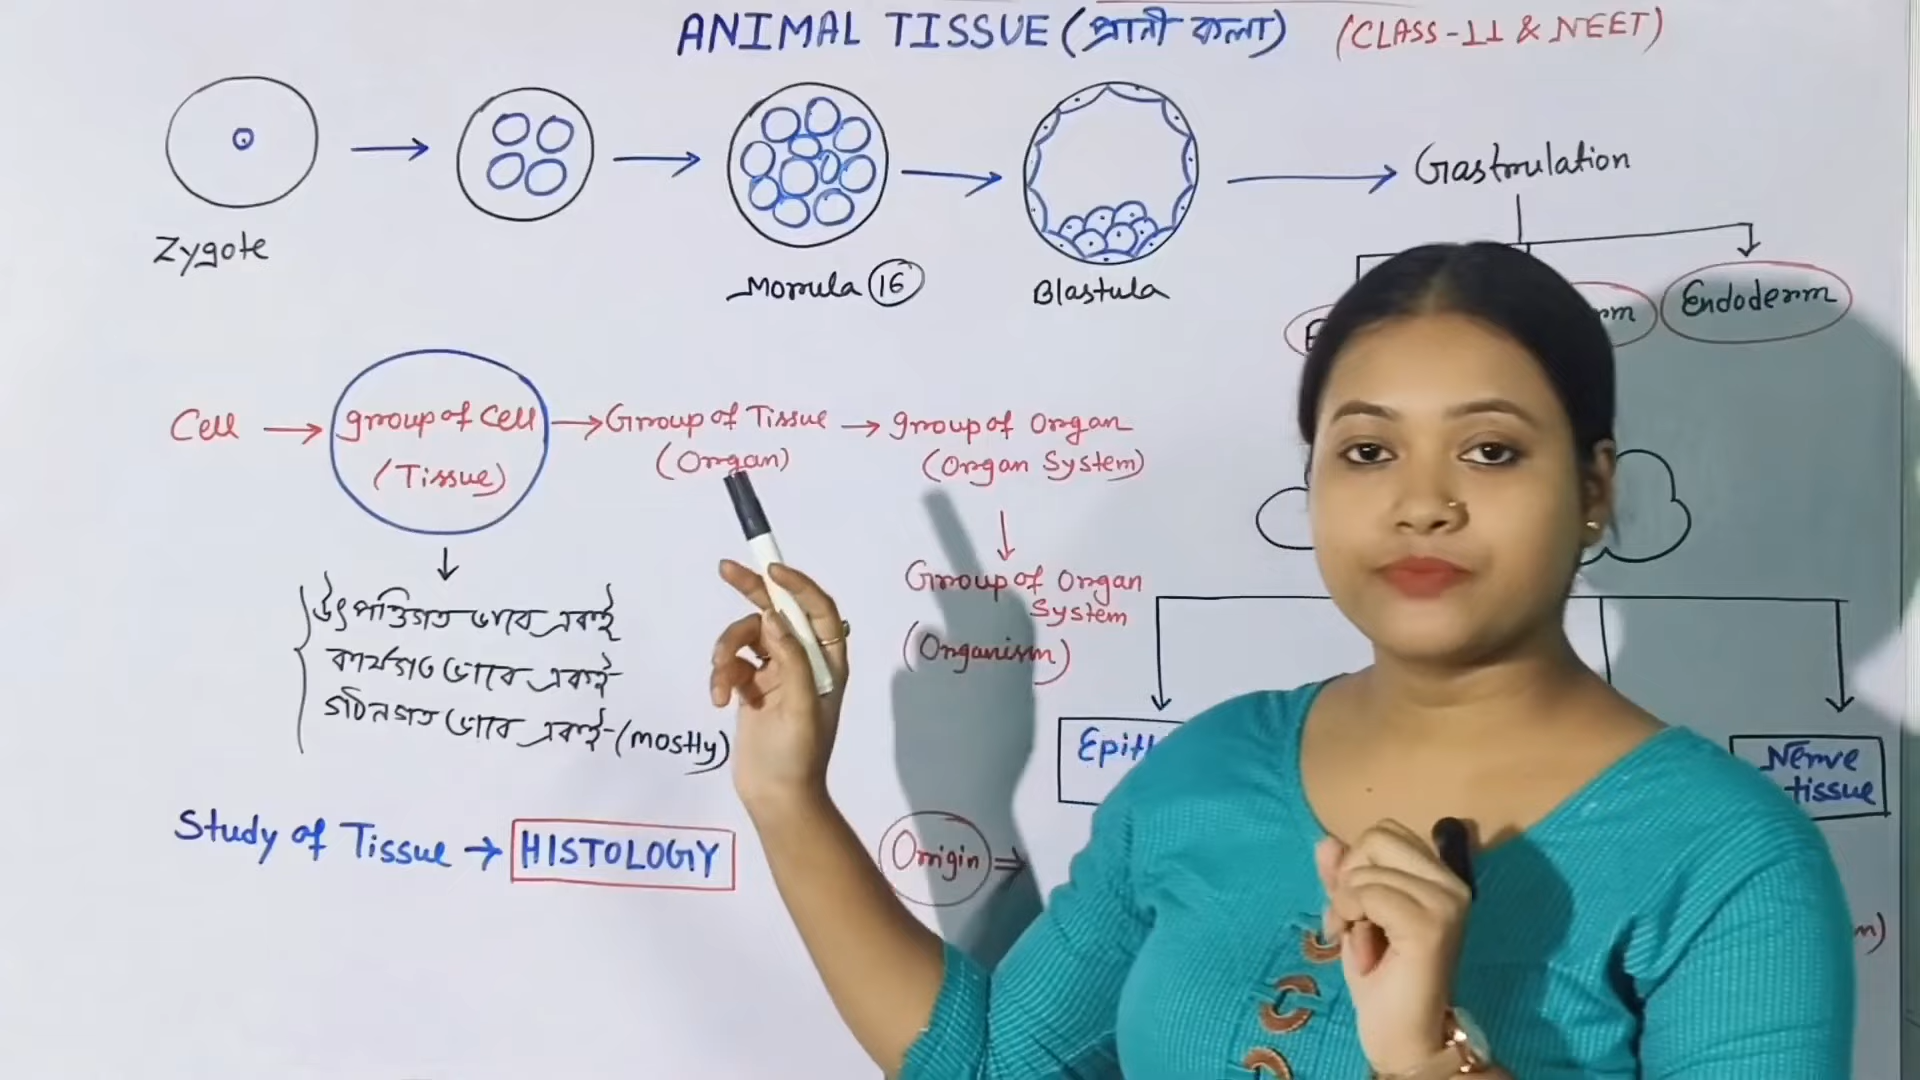 ANIMAL TISSUE (প্রানী কলা) (CLASS-11 & NEET)
Zygote
Morula 16
Blastula
Gastrulation
Endoderm
Cell → group of Cell → Group of Tissue → group of Organ
(Tissue)
(Organ)
(Organ System)
Group of Organ
System
(Organism)
উৎপত্তিগত ভাবে একই
কার্যগত ভাবে একই
গঠনগত ভাবে একই - (mostly)
Study of Tissue → HISTOLOGY
Origin ⇒
Nerve
tissue